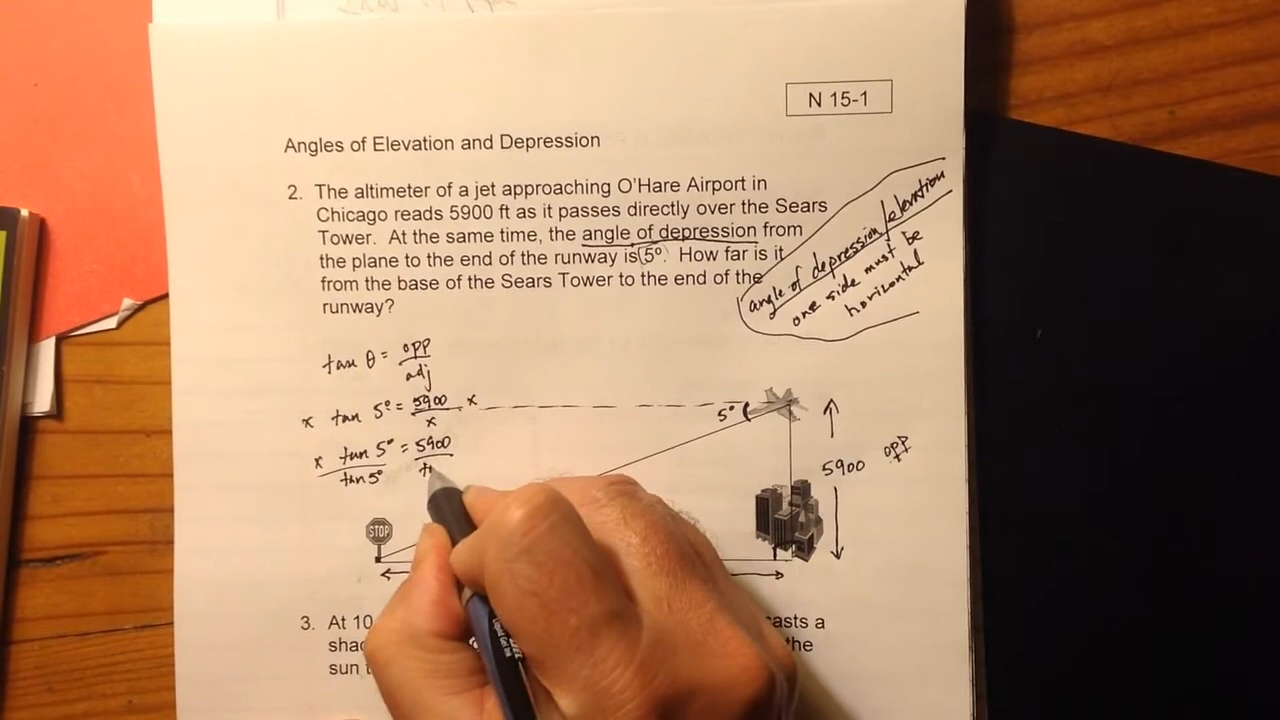 N 15-1
Angles of Elevation and Depression
2. The altimeter of a jet approaching O'Hare Airport in
Chicago reads 5900 ft as it passes directly over the Sears
Tower. At the same time, the angle of depression from
the plane to the end of the runway is 5°. How far is it
from the base of the Sears Tower to the end of the
runway?
angle of depression/elevation
one side must be
horizontal
tan θ = opp
adj
x tan 5° = 5900 x
x
x tan 5° = 5900
tan 5°
5°
5900 opp
STOP
3. At 10
casts a
the
sun